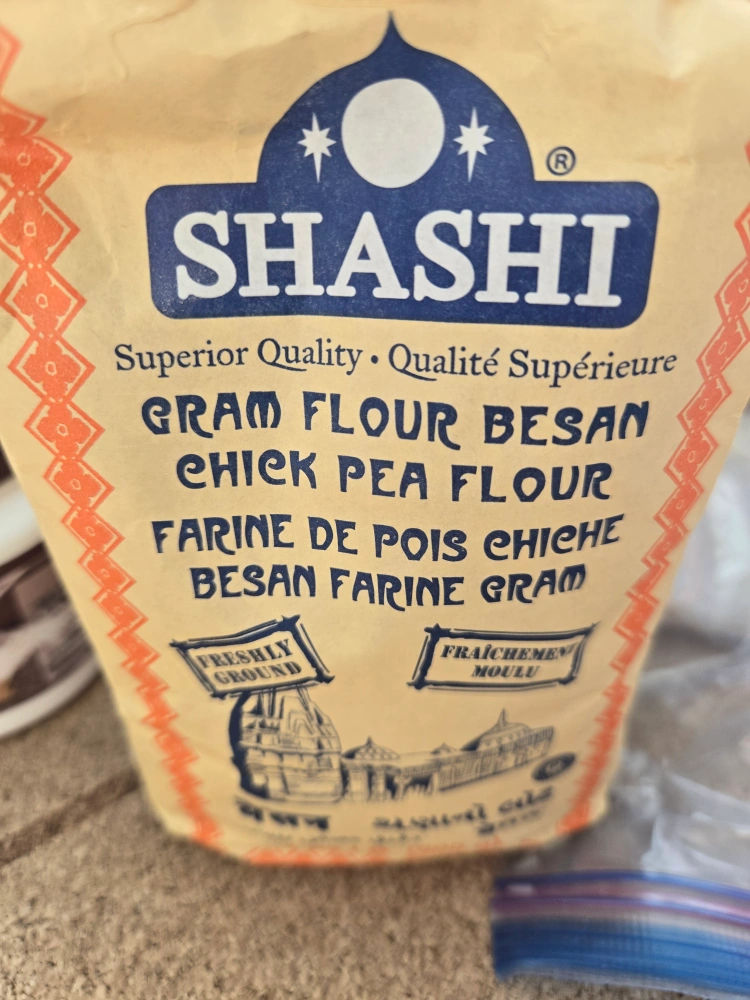 ®
SHASHI
Superior Quality • Qualité Supérieure
GRAM FLOUR BESAN
CHICK PEA FLOUR
FARINE DE POIS CHICHE
BESAN FARINE GRAM
FRESHLY
GROUND
FRAÎCHEMENT
MOULU